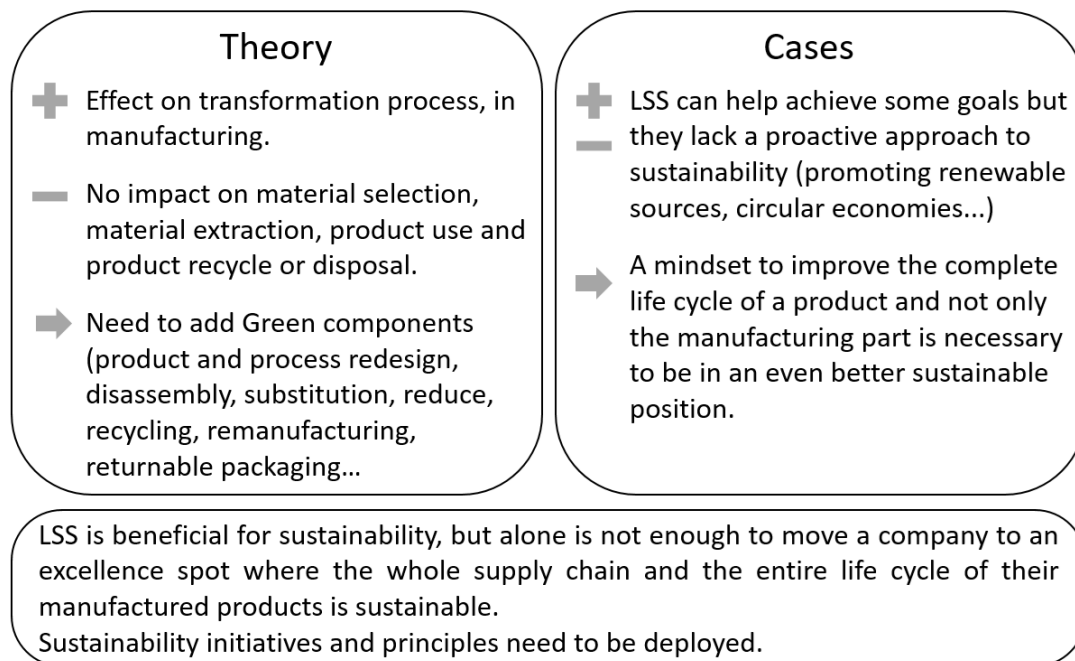 Theory
Effect on transformation process, in
manufacturing.
No impact on material selection,
material extraction, product use and
product recycle or disposal.
Need to add Green components
(product and process redesign,
disassembly, substitution, reduce,
recycling, remanufacturing,
returnable packaging…
Cases
LSS can help achieve some goals but
they lack a proactive approach to
sustainability (promoting renewable
sources, circular economies...)
A mindset to improve the complete
life cycle of a product and not only
the manufacturing part is necessary
to be in an even better sustainable
position.
LSS is beneficial for sustainability, but alone is not enough to move a company to an
excellence spot where the whole supply chain and the entire life cycle of their
manufactured products is sustainable.
Sustainability initiatives and principles need to be deployed.